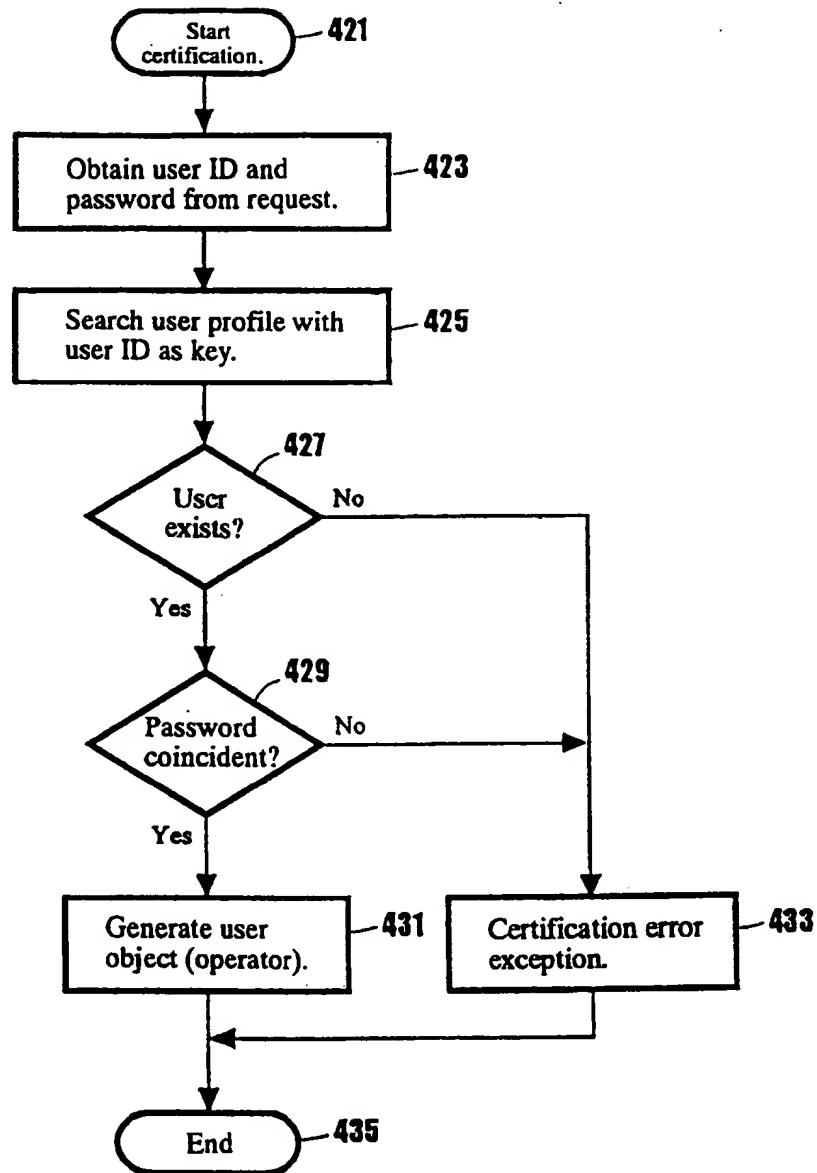 Start
certification.
421
Obtain user ID and
password from request.
423
Search user profile with
user ID as key.
425
427
User
exists?
No
Yes
429
Password
coincident?
No
Yes
Generate user
object (operator).
431
Certification error
exception.
433
End
435